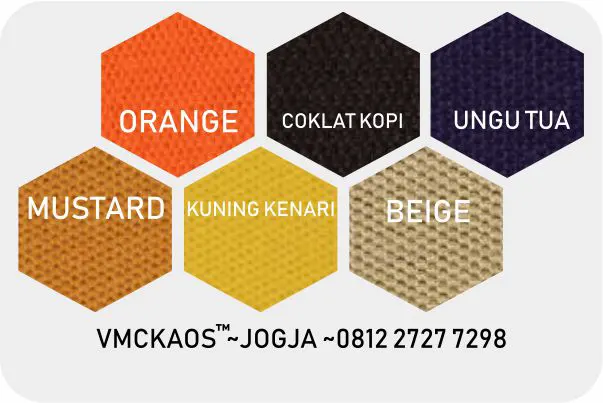 ORANGE
COKLAT KOPI
UNGU TUA
MUSTARD
KUNING KENARI
BEIGE
VMCKAOS™~JOGJA ~0812 2727 7298